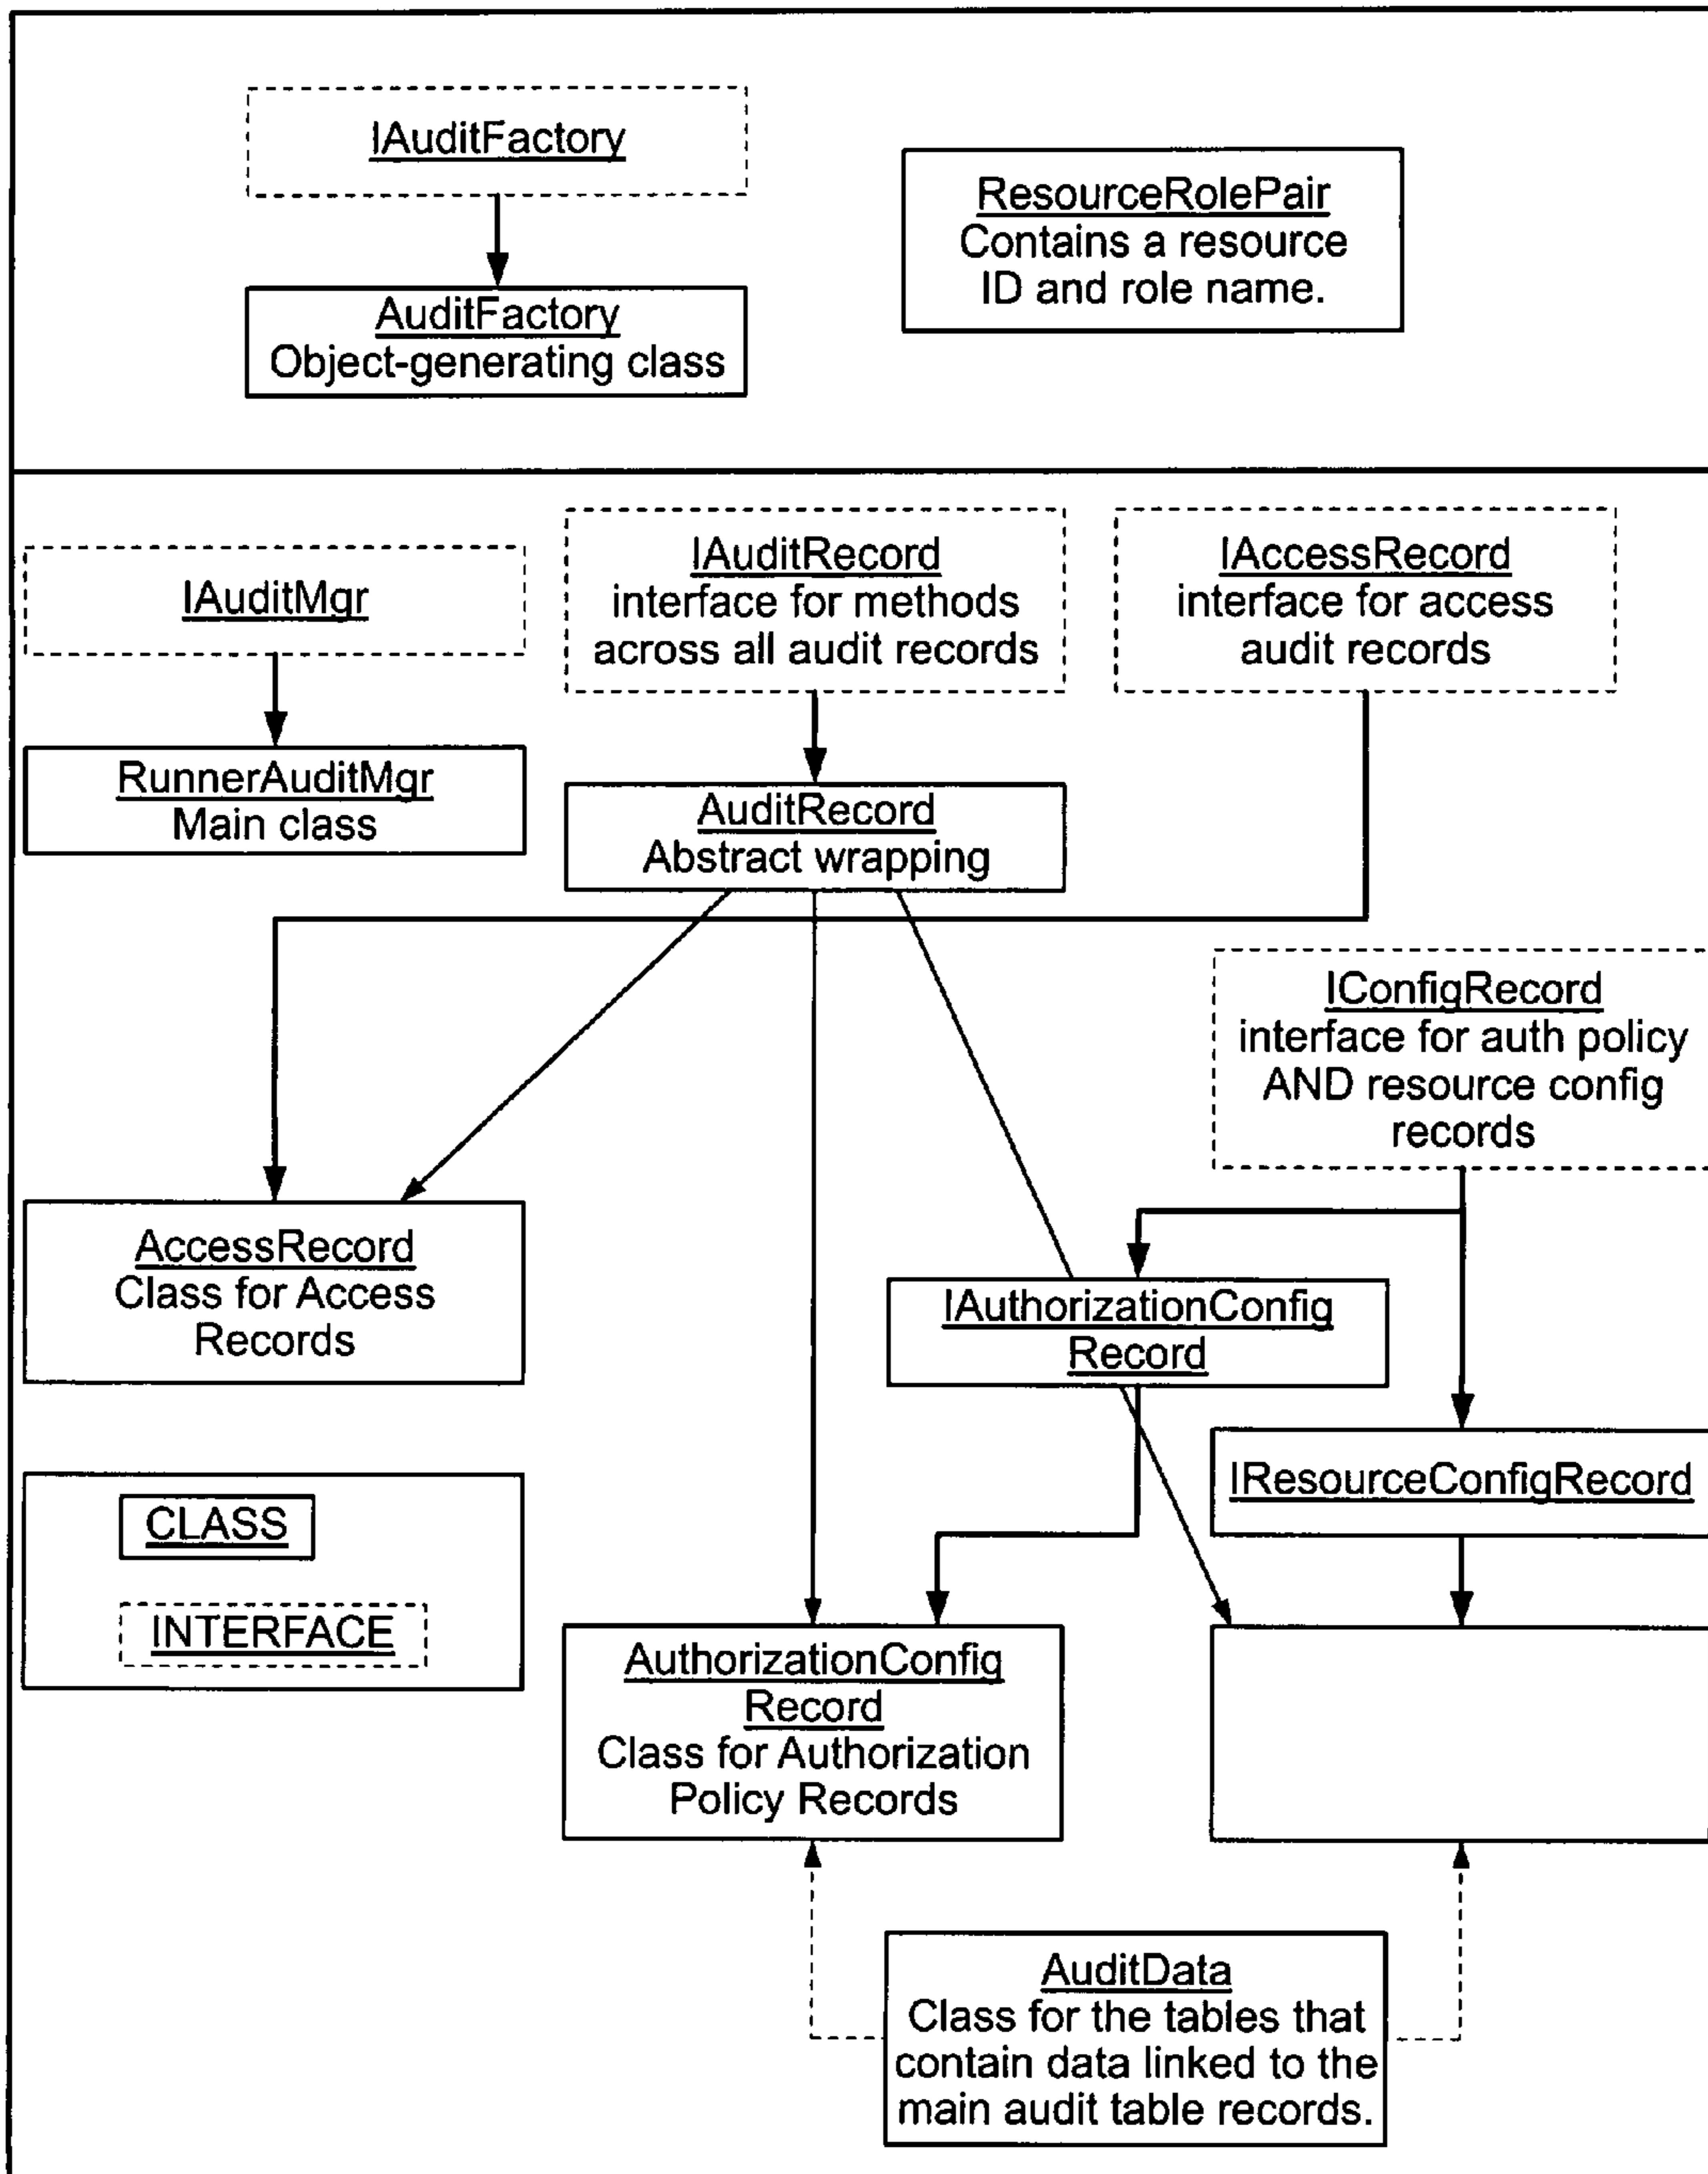 IAuditFactory
AuditFactory
Object-generating class
ResourceRolePair
Contains a resource
ID and role name.
IAuditMgr
RunnerAuditMgr
Main class
IAuditRecord
interface for methods
across all audit records
AuditRecord
Abstract wrapping
IAccessRecord
interface for access
audit records
IConfigRecord
interface for auth policy
AND resource config
records
AccessRecord
Class for Access
Records
IAuthorizationConfig
Record
IResourceConfigRecord
CLASS
INTERFACE
AuthorizationConfig
Record
Class for Authorization
Policy Records
AuditData
Class for the tables that
contain data linked to the
main audit table records.